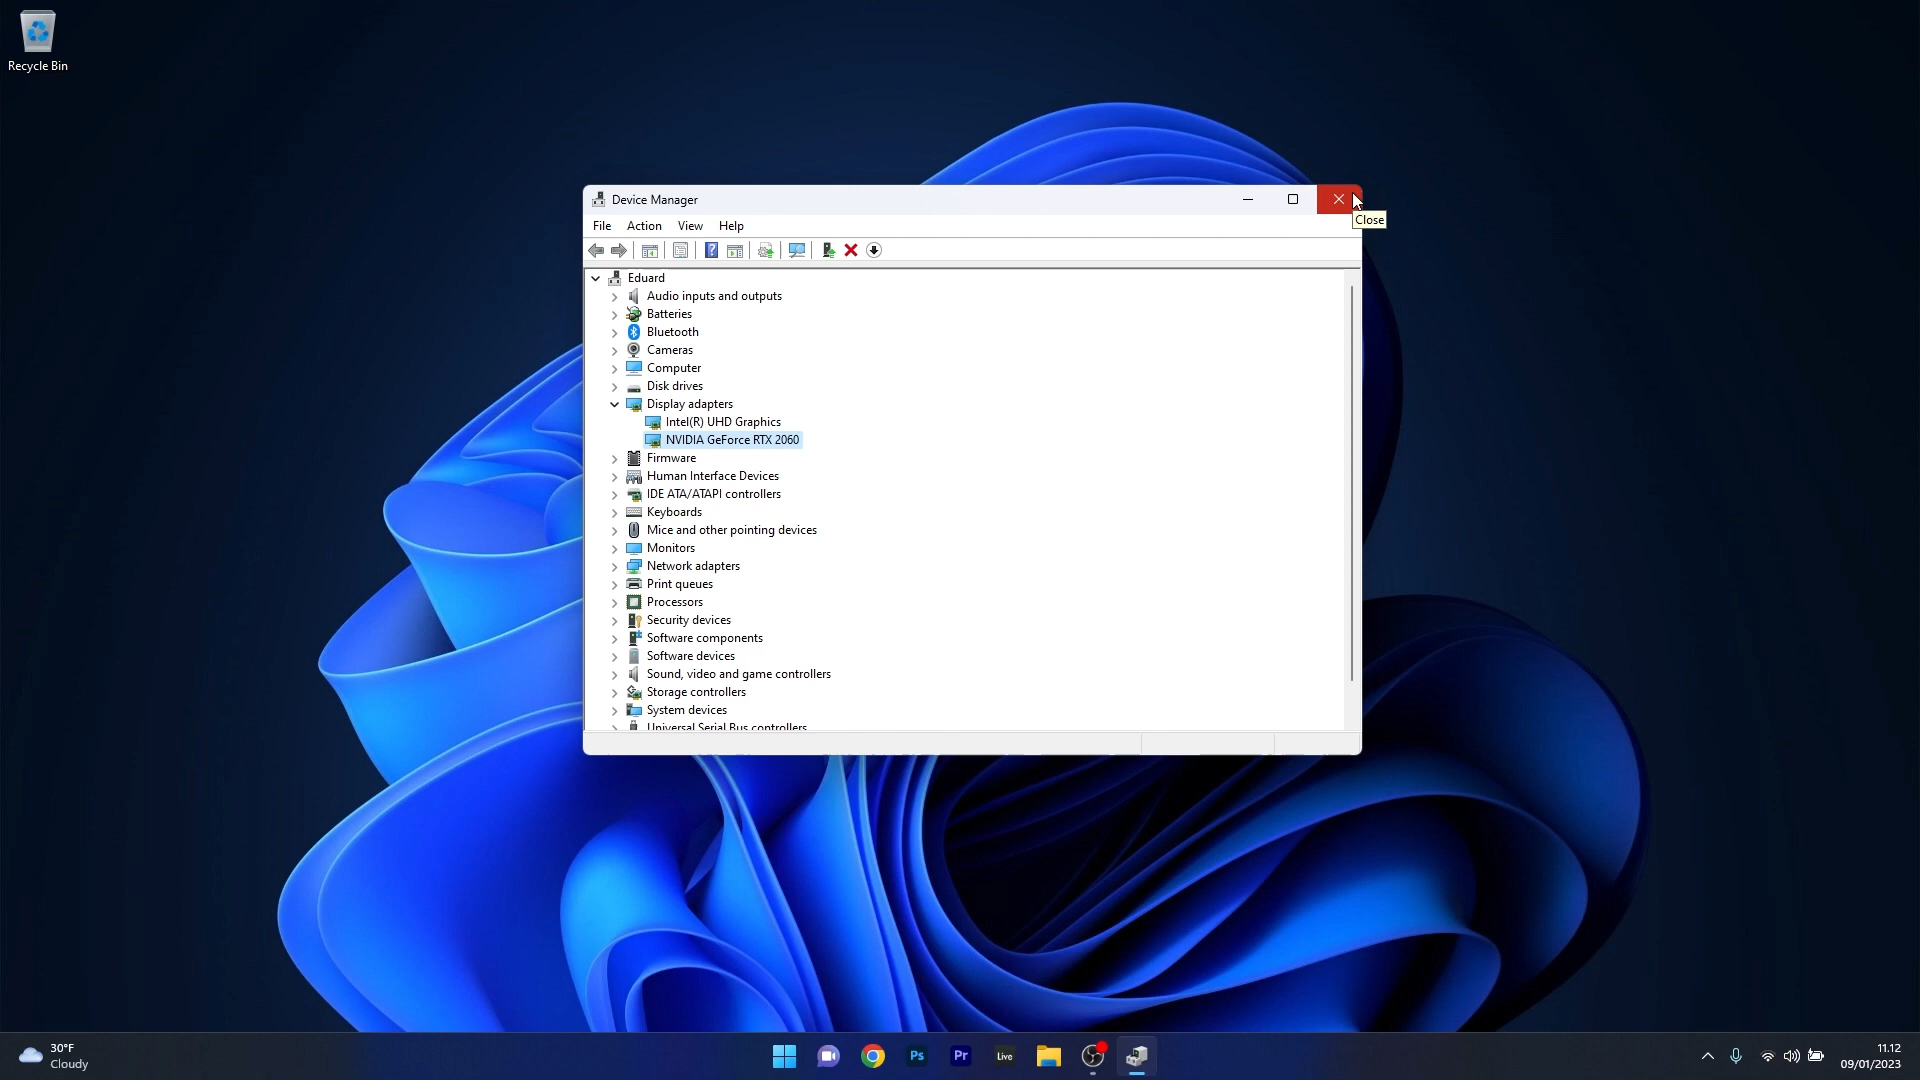 Recycle Bin
Device Manager
Close
File Action View Help
Eduard
Audio inputs and outputs
Batteries
Bluetooth
Cameras
Computer
Disk drives
Display adapters
Intel(R) UHD Graphics
NVIDIA GeForce RTX 2060
Firmware
Human Interface Devices
IDE ATA/ATAPI controllers
Keyboards
Mice and other pointing devices
Monitors
Network adapters
Print queues
Processors
Security devices
Software components
Software devices
Sound, video and game controllers
Storage controllers
System devices
Universal Serial Bus controllers
30°F
Cloudy
Ps
Pr
Live
11.12
09/01/2023